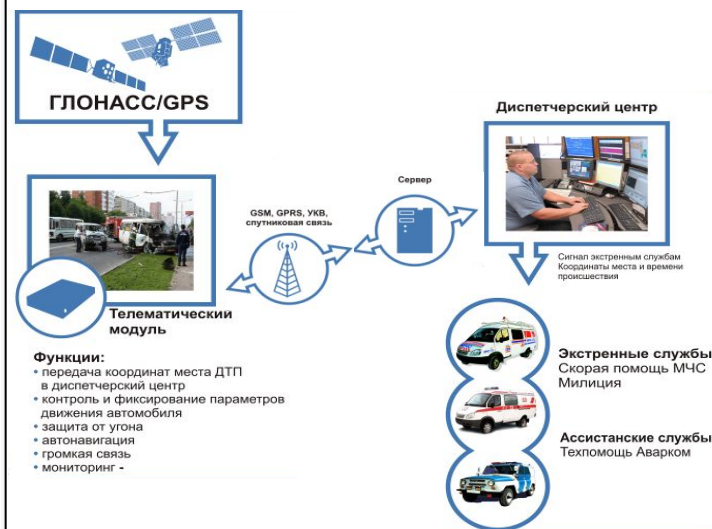 ГЛОНАСС/GPS
Диспетчерский центр
Сервер
GSM, GPRS, УКВ,
спутниковая связь
Сигнал экстренным службам
Координаты места и времени
происшествия
Телематический
модуль
Функции:
• передача координат места ДТП
в диспетчерский центр
• контроль и фиксирование параметров
движения автомобиля
• защита от угона
• автонавигация
• громкая связь
• мониторинг -
Экстренные службы
Скорая помощь МЧС
Милиция
Ассистанские службы
Техпомощь Аварком